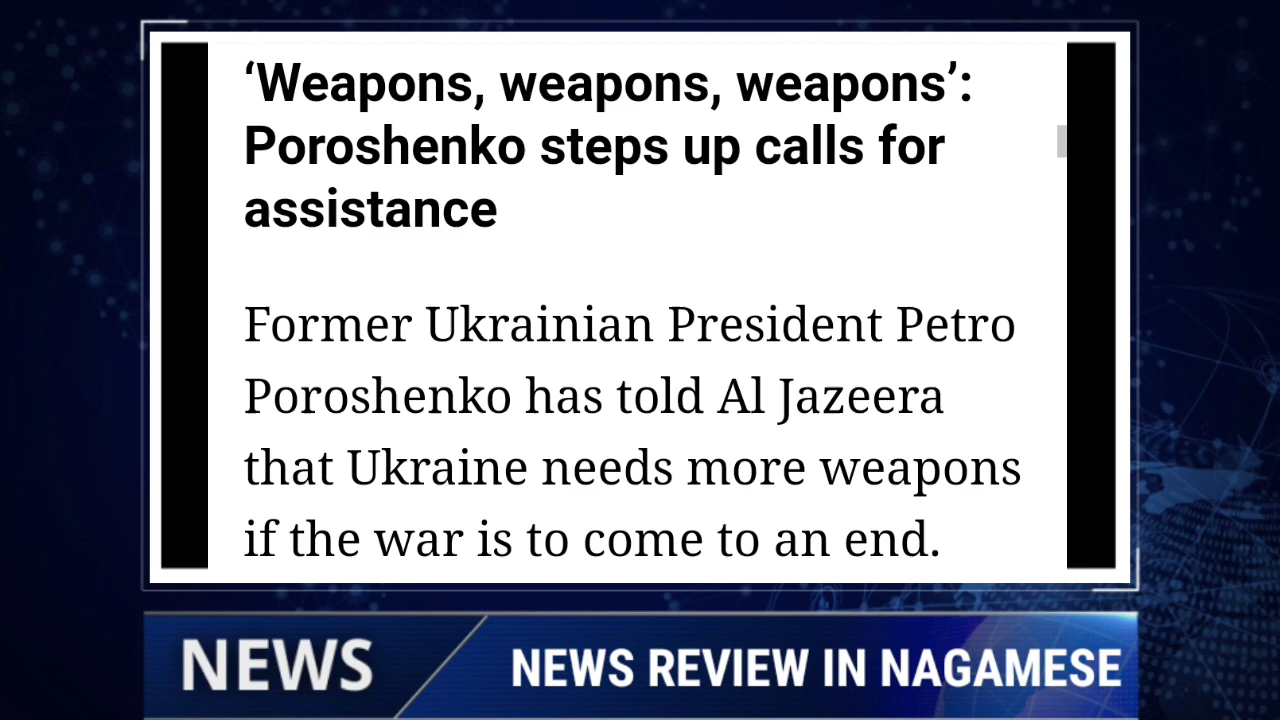 ‘Weapons, weapons, weapons’:
Poroshenko steps up calls for
assistance
Former Ukrainian President Petro
Poroshenko has told Al Jazeera
that Ukraine needs more weapons
if the war is to come to an end.
NEWS
NEWS REVIEW IN NAGAMESE